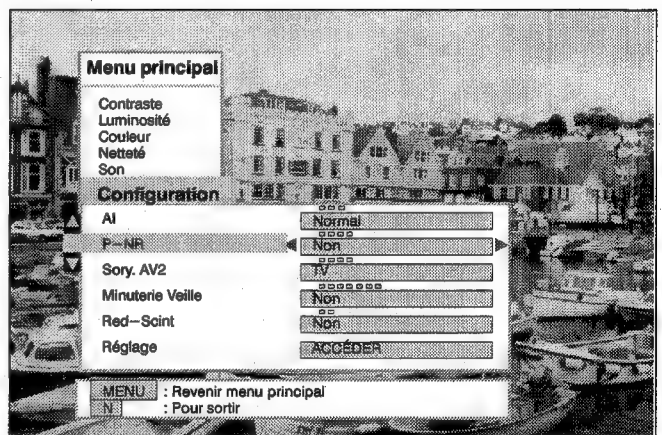 Menu principal
Contraste
Luminosité
Couleur
Netteté
Son
Configuration
AI Normal
P-NR Non
Sory. AV2 TV
Minuterie Veille Non
Red-Scint Non
Réglage ACCÉDER
MENU : Revenir menu principal
N : Pour sortir